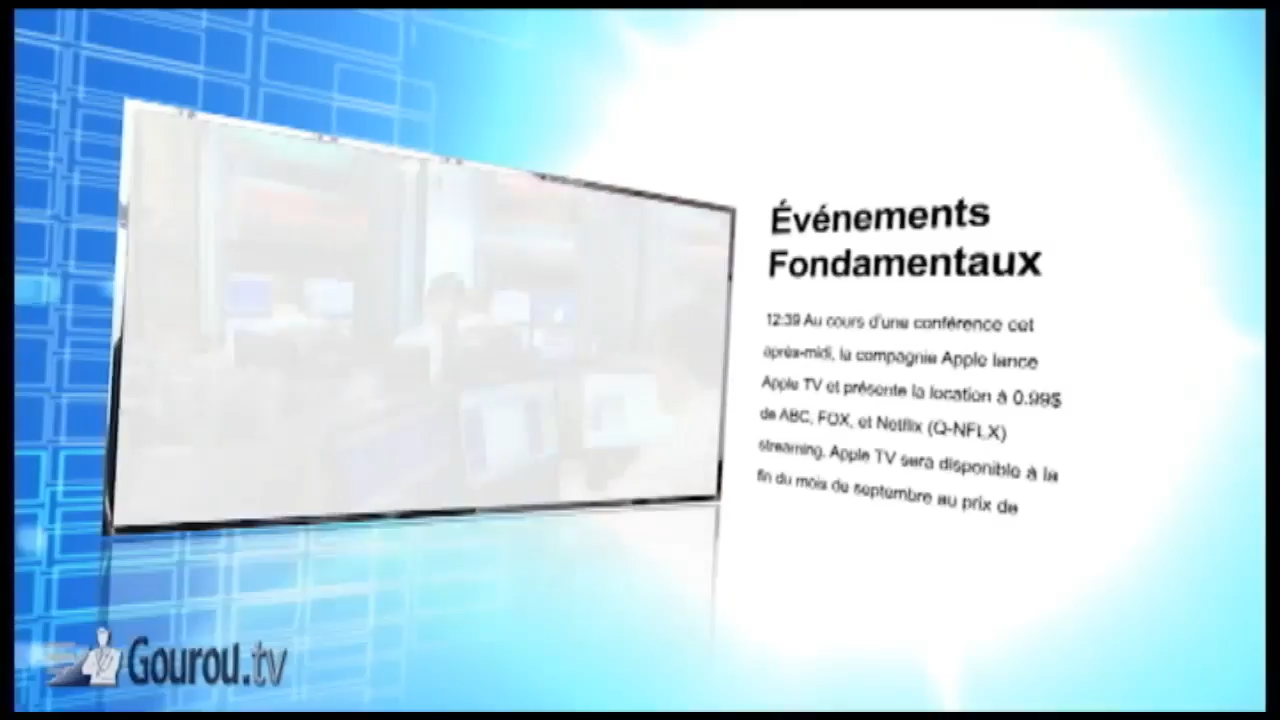 Événements
Fondamentaux
12:39 Au cours d'une conférence cet
après-midi, la compagnie Apple lance
Apple TV et présente la location à 0.99$
de ABC, FOX, et Netflix (Q-NFLX)
streaming. Apple TV sera disponible à la
fin du mois de septembre au prix de
Gourou.tv